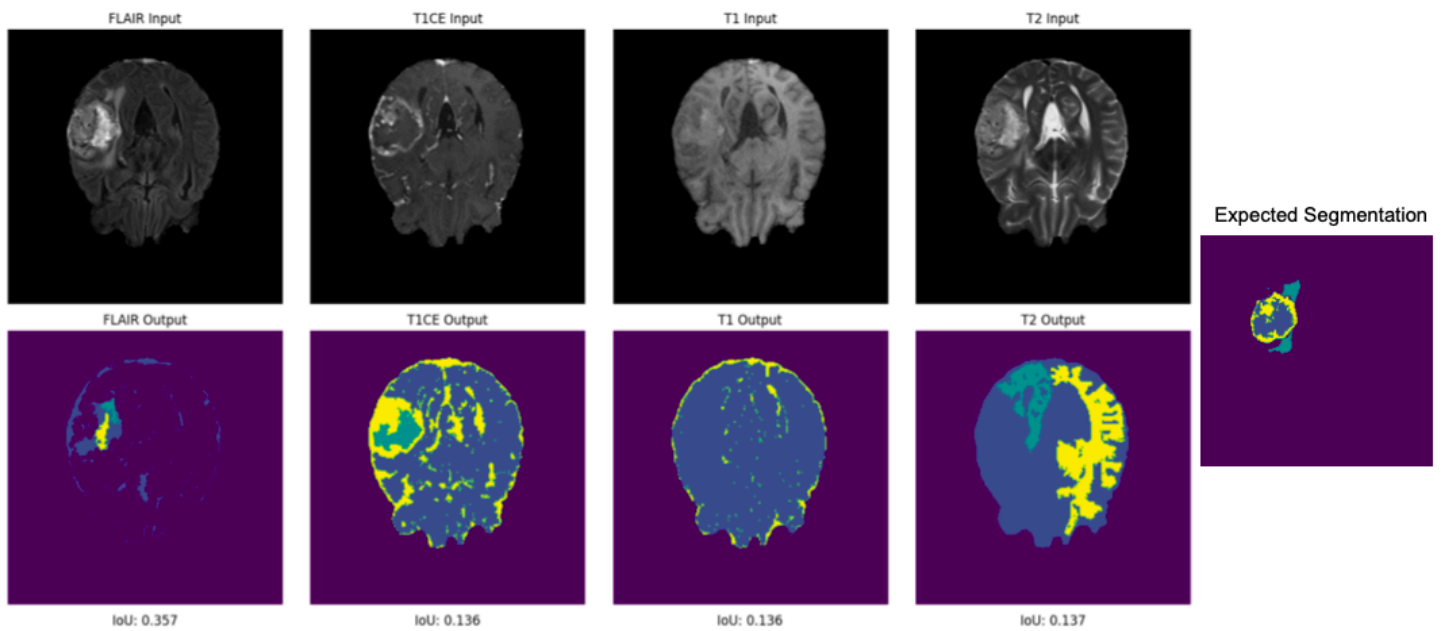 FLAIR Input
T1CE Input
T1 Input
T2 Input
Expected Segmentation
FLAIR Output
T1CE Output
T1 Output
T2 Output
IoU: 0.357
IoU: 0.136
IoU: 0.136
IoU: 0.137